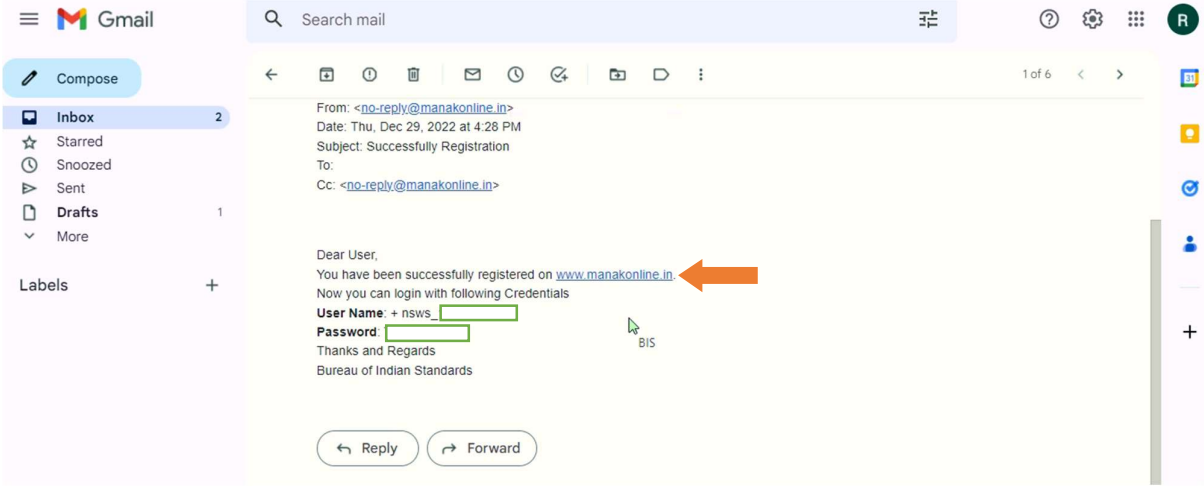 Gmail
Search mail
R
Compose
1 of 6
31
Inbox 2
Starred
Snoozed
Sent
Drafts 1
More
Labels
From: <no-reply@manakonline.in>
Date: Thu, Dec 29, 2022 at 4:28 PM
Subject: Successfully Registration
To:
Cc: <no-reply@manakonline.in>
Dear User,
You have been successfully registered on www.manakonline.in.
Now you can login with following Credentials
User Name: + nsws_
Password:
BIS
Thanks and Regards
Bureau of Indian Standards
Reply Forward